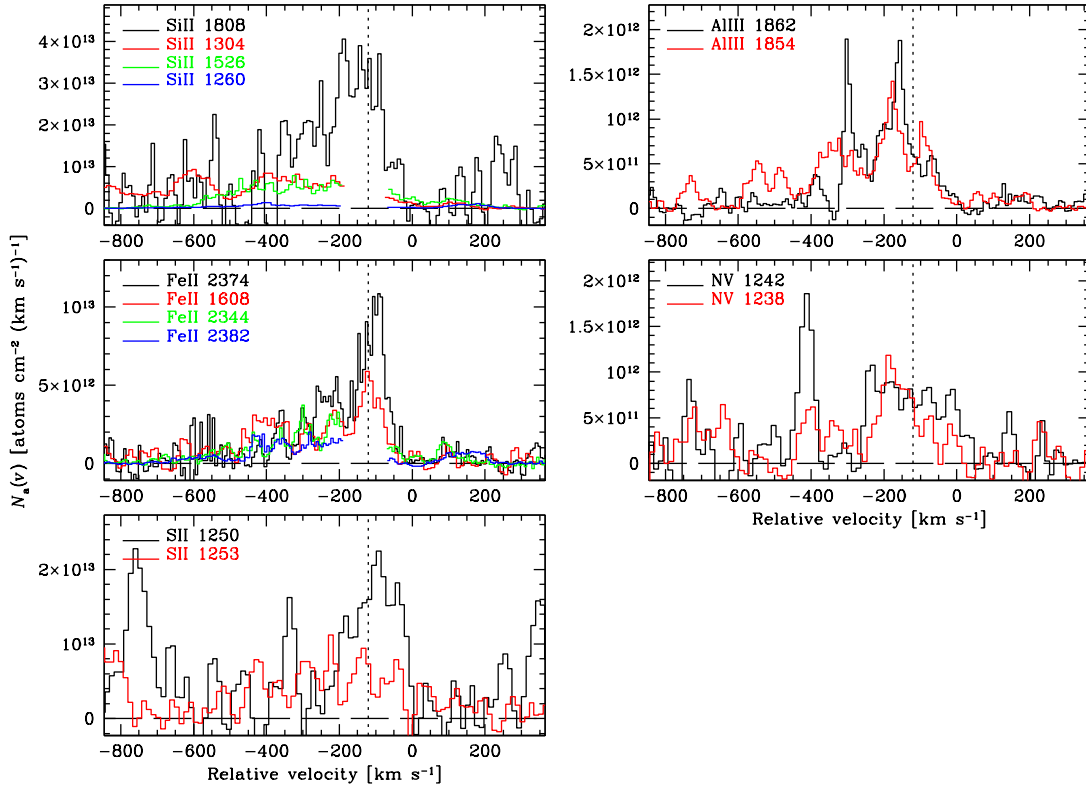 SiII 1808
SiII 1304
SiII 1526
SiII 1260
4×10¹³
3×10¹³
2×10¹³
10¹³
0
-800 -600 -400 -200 0 200
AlIII 1862
AlIII 1854
2×10¹²
1.5×10¹²
10¹²
5×10¹¹
0
-800 -600 -400 -200 0 200
FeII 2374
FeII 1608
FeII 2344
FeII 2382
10¹³
5×10¹²
0
-800 -600 -400 -200 0 200
NV 1242
NV 1238
2×10¹²
1.5×10¹²
10¹²
5×10¹¹
0
-800 -600 -400 -200 0 200
Relative velocity [km s⁻¹]
Nₐ(v) [atoms cm⁻² (km s⁻¹)⁻¹]
SII 1250
SII 1253
2×10¹³
10¹³
0
-800 -600 -400 -200 0 200
Relative velocity [km s⁻¹]